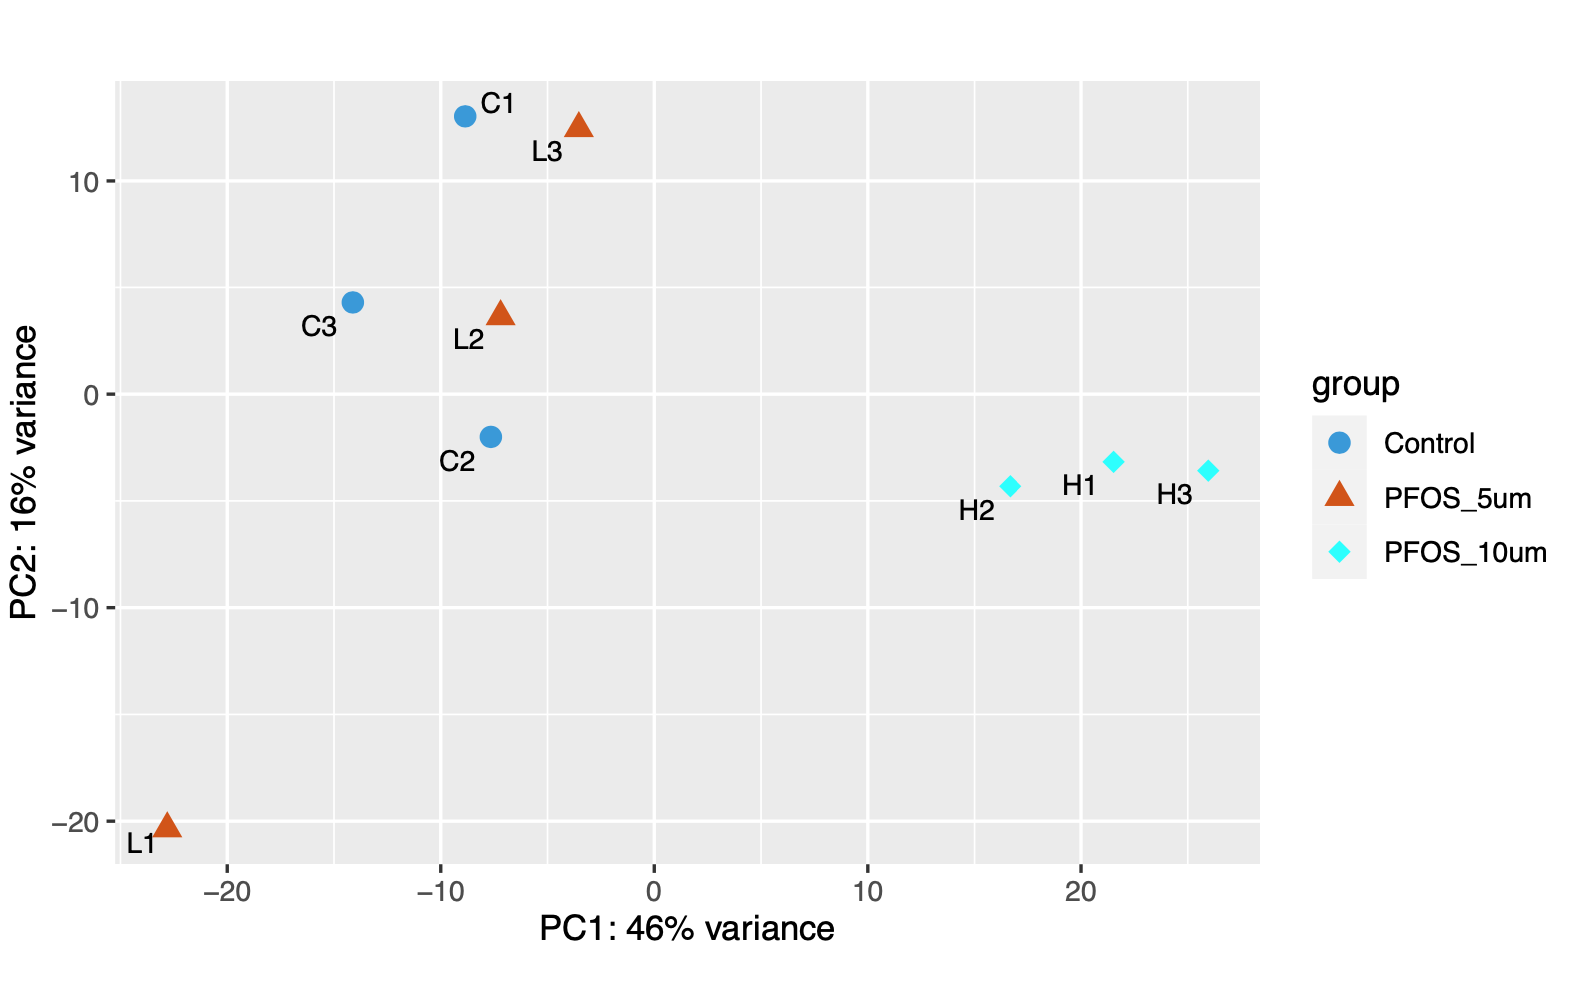 C1
L3
10
C3
L2
PC2: 16% variance
0
C2
group
Control
PFOS_5um
PFOS_10um
H1
H3
H2
−10
−20
L1
−20
−10
0
10
20
PC1: 46% variance